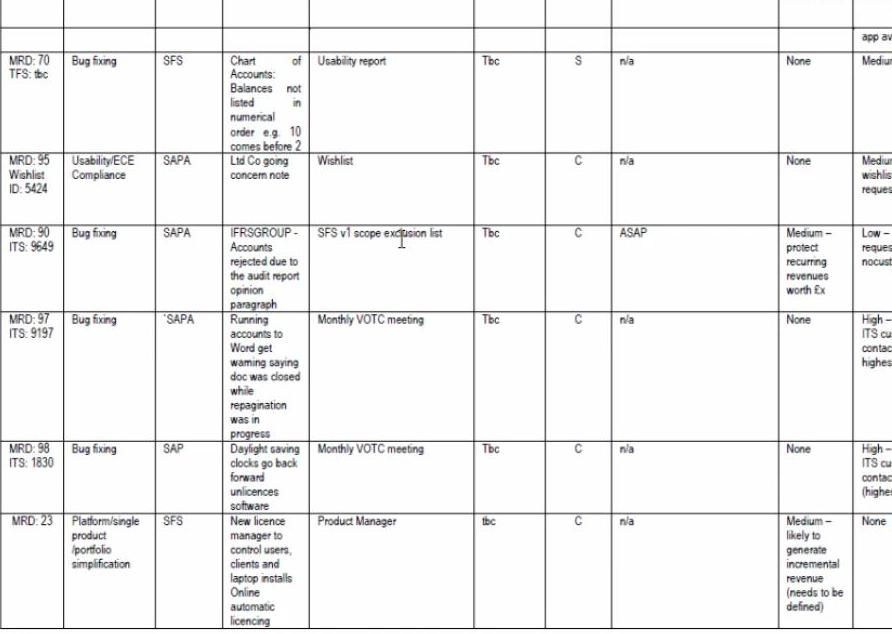 app av
MRD: 70
TFS: tbc
Bug fixing
SFS
Chart of
Accounts:
Balances not
listed in
numerical
order e.g. 10
comes before 2
Usability report
Tbc
S
n/a
None
Medium
MRD: 95
Wishlist
ID: 5424
Usability/ECE
Compliance
SAPA
Ltd Co going
concern note
Wishlist
Tbc
C
n/a
None
Medium
wishlis
reques
MRD: 90
ITS: 9649
Bug fixing
SAPA
IFRSGROUP -
Accounts
rejected due to
the audit report
opinion
paragraph
SFS v1 scope exclusion list
Tbc
C
ASAP
Medium –
protect
recurring
revenues
worth £x
Low –
reques
nocust
MRD: 97
ITS: 9197
Bug fixing
`SAPA
Running
accounts to
Word get
warning saying
doc was closed
while
repagination
was in
progress
Monthly VOTC meeting
Tbc
C
n/a
None
High –
ITS cu
contac
highes
MRD: 98
ITS: 1830
Bug fixing
SAP
Daylight saving
clocks go back
forward
unlicences
software
Monthly VOTC meeting
Tbc
C
n/a
None
High –
ITS cu
contac
(highes
MRD: 23
Platform/single
product
/portfolio
simplification
SFS
New licence
manager to
control users,
clients and
laptop installs
Online
automatic
licencing
Product Manager
tbc
C
n/a
Medium –
likely to
generate
incremental
revenue
(needs to be
defined)
None